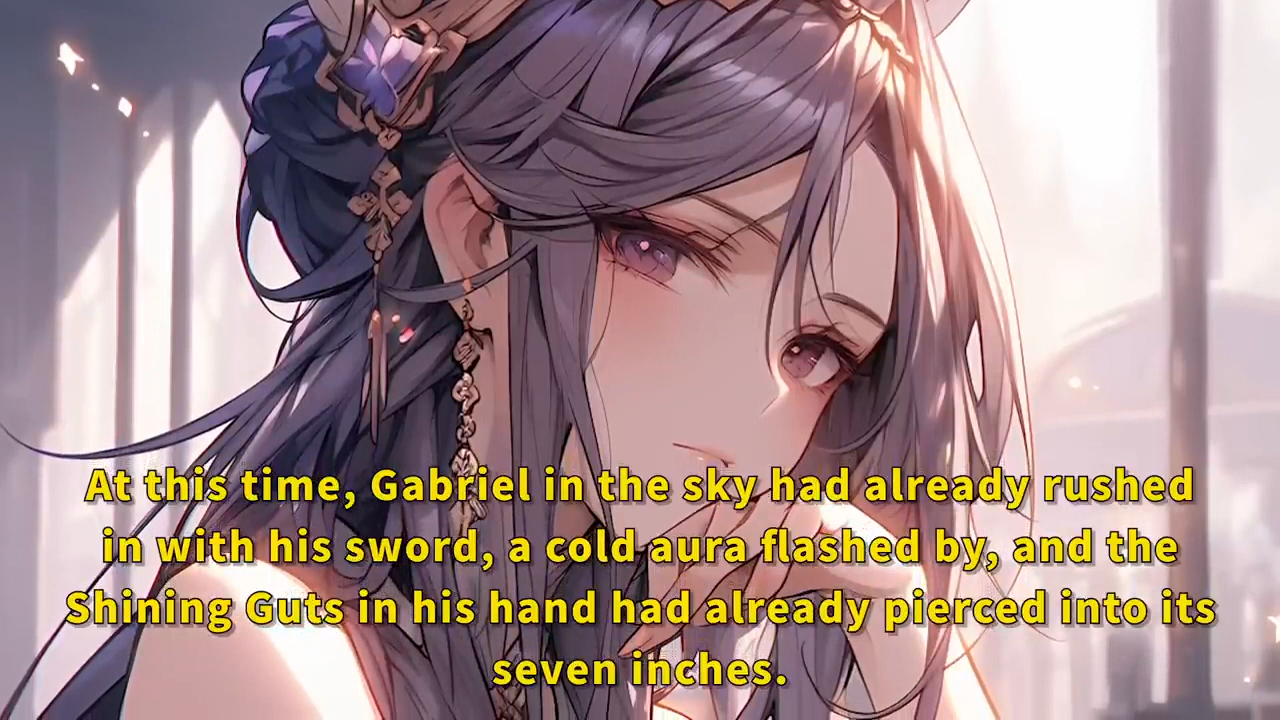 At this time, Gabriel in the sky had already rushed
in with his sword, a cold aura flashed by, and the
Shining Guts in his hand had already pierced into its
seven inches.